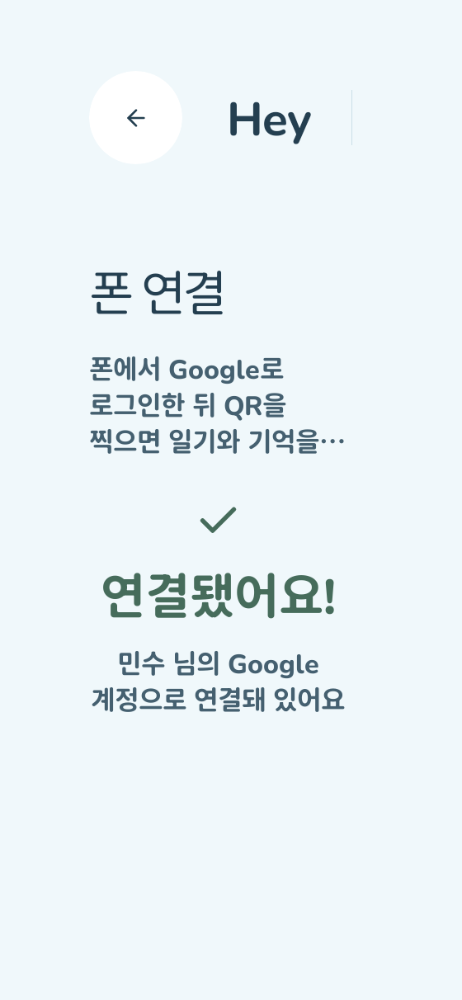 Hey
폰 연결
폰에서 Google로
로그인한 뒤 QR을
찍으면 일기와 기억을…
연결됐어요!
민수 님의 Google
계정으로 연결돼 있어요